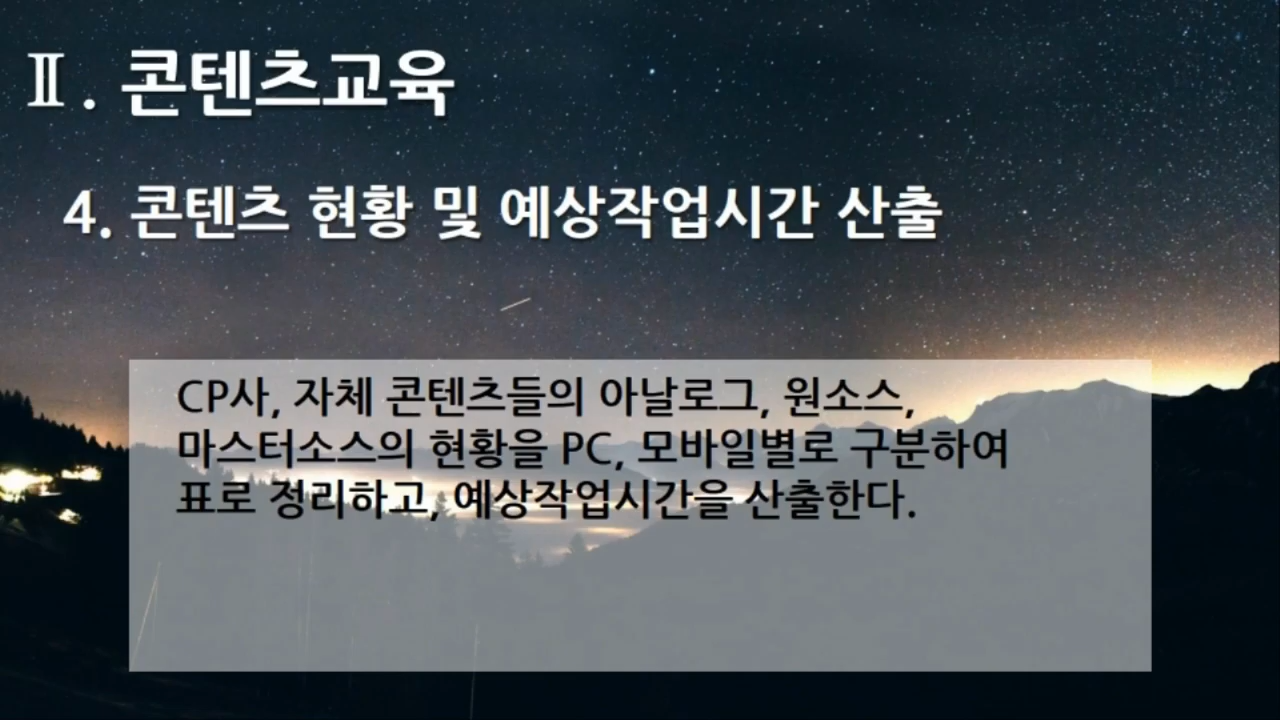 Ⅱ. 콘텐츠교육
4. 콘텐츠 현황 및 예상작업시간 산출
CP사, 자체 콘텐츠들의 아날로그, 원소스,
마스터소스의 현황을 PC, 모바일별로 구분하여
표로 정리하고, 예상작업시간을 산출한다.